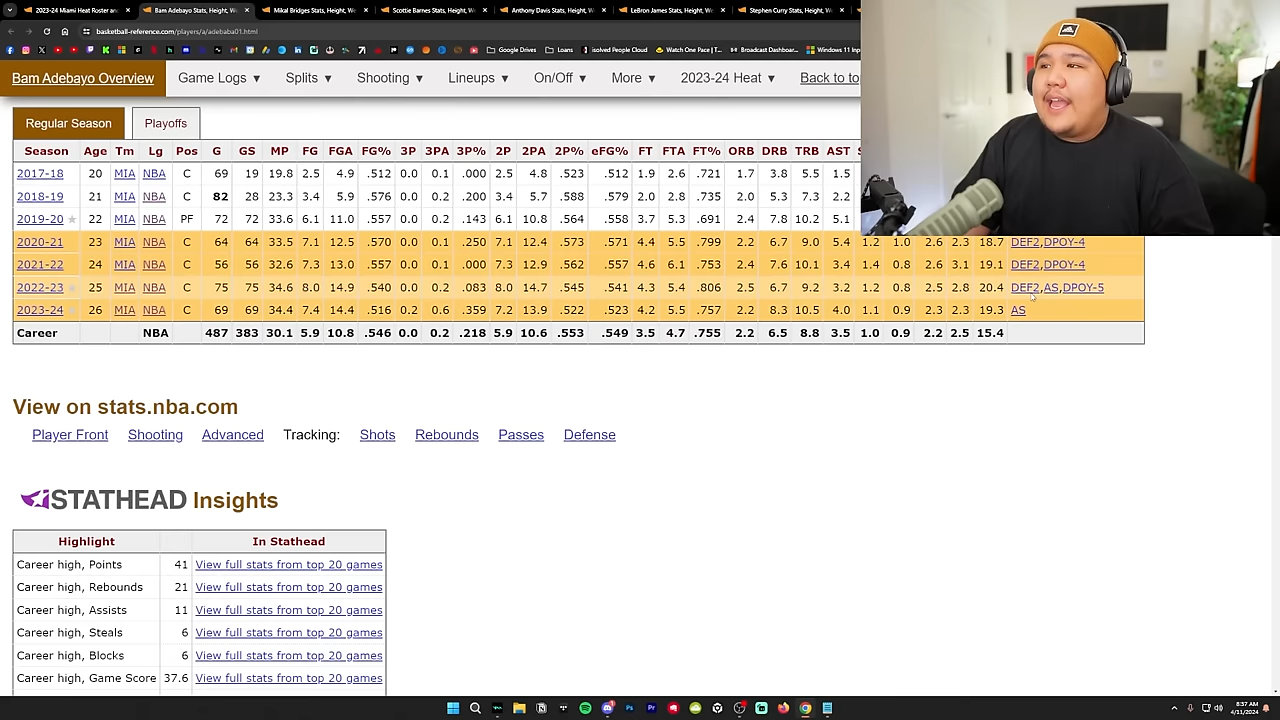 2023-24 Miami Heat Roster and
Bam Adebayo Stats, Height, W
Mikal Bridges Stats, Height, W
Scottie Barnes Stats, Height, W
Anthony Davis Stats, Height, W
LeBron James Stats, Height, W
Stephen Curry Stats, Height, W
basketball-reference.com/players/a/adebaba01.html
Google Drives
Loans
isolved People Cloud
Watch One Pace | T...
Broadcast Dashboar...
Windows 11 Inp
Bam Adebayo Overview
Game Logs ▼
Splits ▼
Shooting ▼
Lineups ▼
On/Off ▼
More ▼
2023-24 Heat ▼
Back to to
Regular Season
Playoffs
Season Age Tm Lg Pos G GS MP FG FGA FG% 3P 3PA 3P% 2P 2PA 2P% eFG% FT FTA FT% ORB DRB TRB AST S
2017-18 20 MIA NBA C 69 19 19.8 2.5 4.9 .512 0.0 0.1 .000 2.5 4.8 .523 .512 1.9 2.6 .721 1.7 3.8 5.5 1.5
2018-19 21 MIA NBA C 82 28 23.3 3.4 5.9 .576 0.0 0.2 .200 3.4 5.7 .588 .579 2.0 2.8 .735 2.0 5.3 7.3 2.2
2019-20 ★ 22 MIA NBA PF 72 72 33.6 6.1 11.0 .557 0.0 0.1 .143 6.1 10.8 .564 .558 3.7 5.3 .691 2.4 7.8 10.2 5.1
2020-21 23 MIA NBA C 64 64 33.5 7.1 12.5 .570 0.0 0.1 .250 7.1 12.4 .573 .571 4.4 5.5 .799 2.2 6.7 9.0 5.4 1.2 1.0 2.6 2.3 18.7 DEF2,DPOY-4
2021-22 24 MIA NBA C 56 56 32.6 7.3 13.0 .557 0.0 0.1 .000 7.3 12.9 .562 .557 4.6 6.1 .753 2.4 7.6 10.1 3.4 1.4 0.8 2.6 3.1 19.1 DEF2,DPOY-4
2022-23 ★ 25 MIA NBA C 75 75 34.6 8.0 14.9 .540 0.0 0.2 .083 8.0 14.7 .545 .541 4.3 5.4 .806 2.5 6.7 9.2 3.2 1.2 0.8 2.5 2.8 20.4 DEF2,AS,DPOY-5
2023-24 ★ 26 MIA NBA C 69 69 34.4 7.4 14.4 .516 0.2 0.6 .359 7.2 13.9 .522 .523 4.2 5.5 .757 2.2 8.3 10.5 4.0 1.1 0.9 2.3 2.3 19.3 AS
Career NBA 487 383 30.1 5.9 10.8 .546 0.0 0.2 .218 5.9 10.6 .553 .549 3.5 4.7 .755 2.2 6.5 8.8 3.5 1.0 0.9 2.2 2.5 15.4
View on stats.nba.com
Player Front
Shooting
Advanced
Tracking:
Shots
Rebounds
Passes
Defense
STATHEAD Insights
Highlight In Stathead
Career high, Points 41 View full stats from top 20 games
Career high, Rebounds 21 View full stats from top 20 games
Career high, Assists 11 View full stats from top 20 games
Career high, Steals 6 View full stats from top 20 games
Career high, Blocks 6 View full stats from top 20 games
Career high, Game Score 37.6 View full stats from top 20 games
8:37 AM
4/11/2024